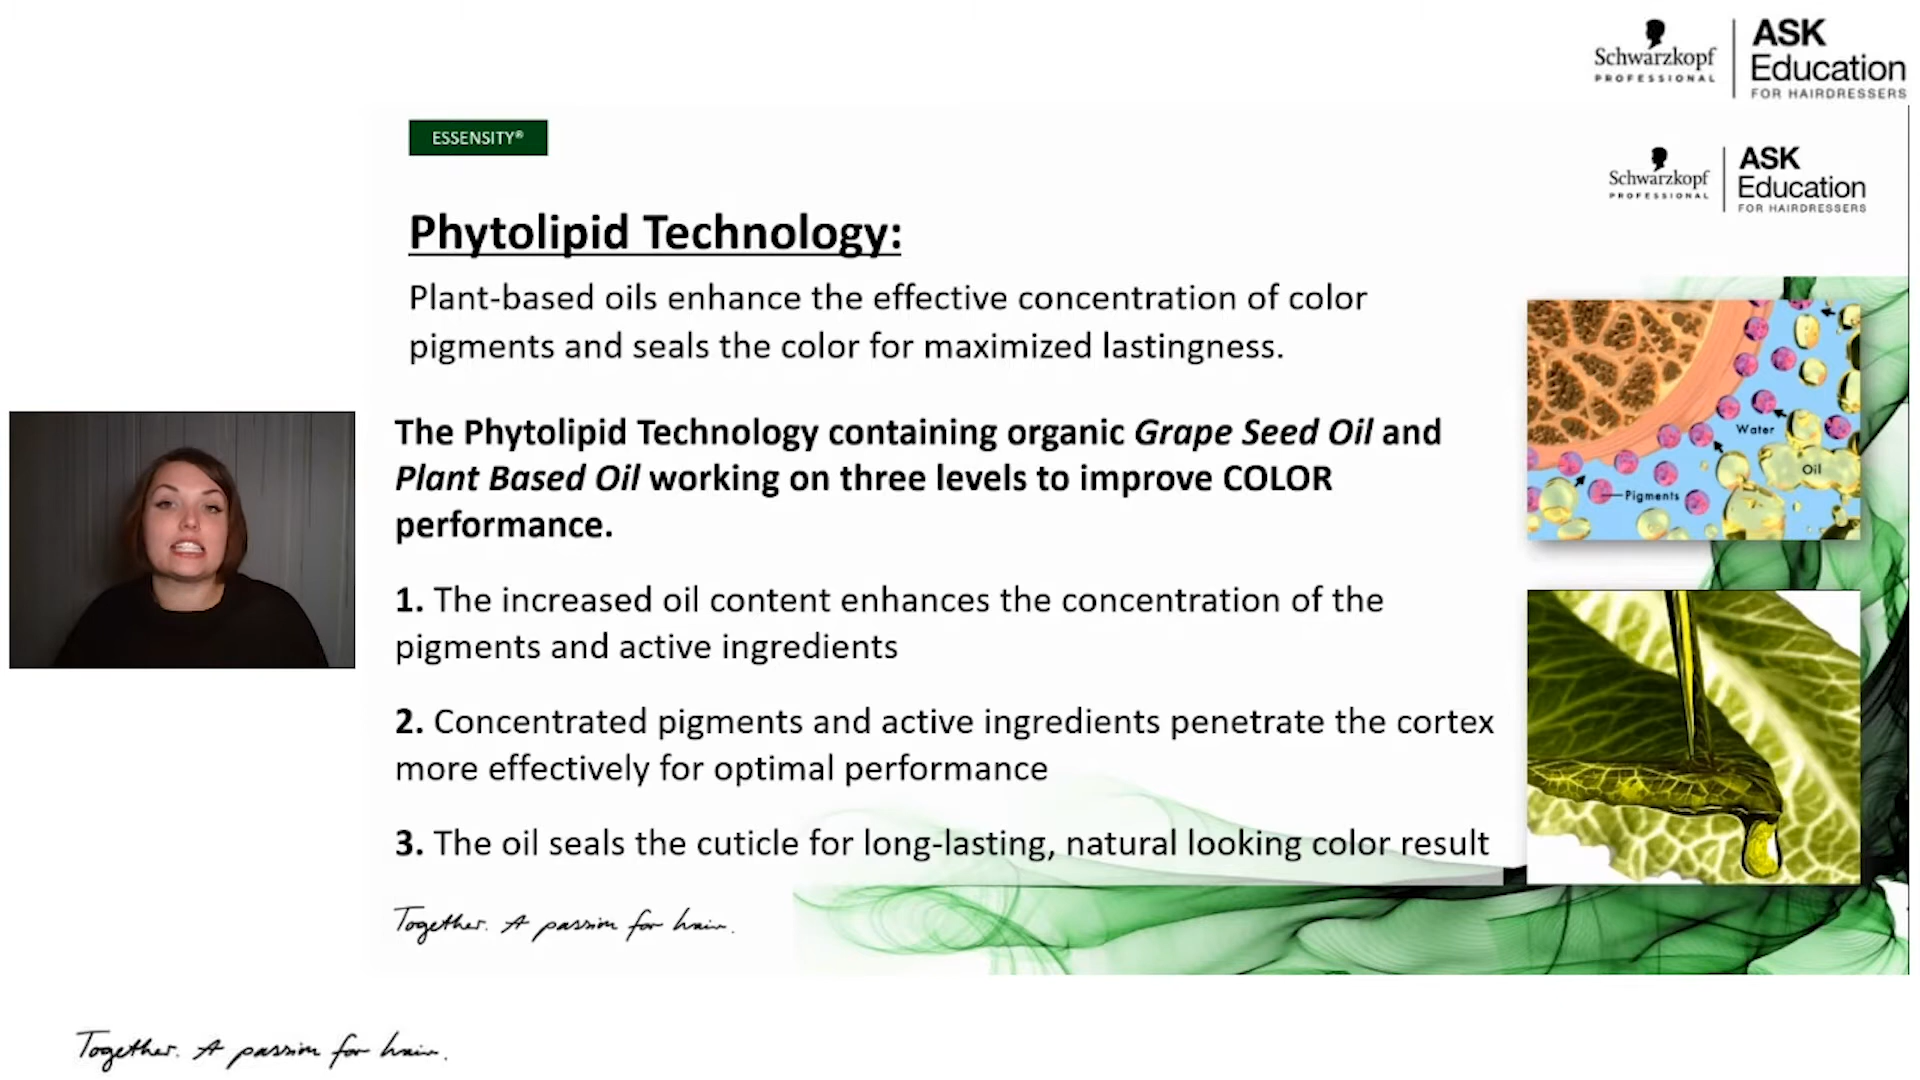 Schwarzkopf
PROFESSIONAL
ASK
Education
FOR HAIRDRESSERS
ESSENSITY®
Schwarzkopf
PROFESSIONAL
ASK
Education
FOR HAIRDRESSERS
Phytolipid Technology:
Plant-based oils enhance the effective concentration of color
pigments and seals the color for maximized lastingness.
The Phytolipid Technology containing organic Grape Seed Oil and
Plant Based Oil working on three levels to improve COLOR
performance.
Water
Oil
Pigments
1. The increased oil content enhances the concentration of the
pigments and active ingredients
2. Concentrated pigments and active ingredients penetrate the cortex
more effectively for optimal performance
3. The oil seals the cuticle for long-lasting, natural looking color result
Together. A passion for hair.
Together. A passion for hair.